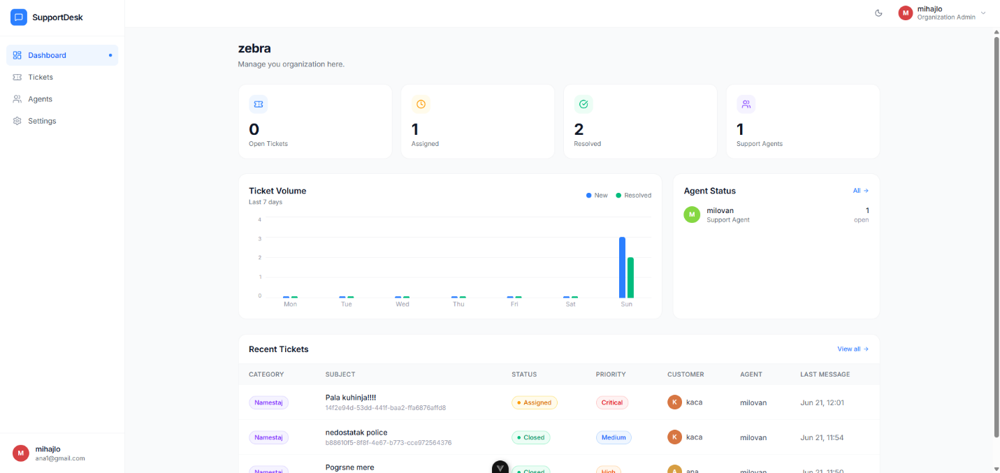 SupportDesk
mihajlo
Organization Admin
M
Dashboard
Tickets
Agents
Settings
zebra
Manage you organization here.
0
Open Tickets
1
Assigned
2
Resolved
1
Support Agents
Ticket Volume
Last 7 days
New Resolved
4
3
2
1
0
Mon Tue Wed Thu Fri Sat Sun
Agent Status All →
M
milovan
Support Agent
1
open
Recent Tickets View all →
CATEGORY SUBJECT STATUS PRIORITY CUSTOMER AGENT LAST MESSAGE
Namestaj Pala kuhinja!!!! Assigned Critical K kaca milovan Jun 21, 12:01
14f2e94d-53dd-441f-baa2-ffa6876affd8
Namestaj nedostatak police Closed Medium K kaca milovan Jun 21, 11:54
b88610f5-8f8f-4e67-b773-cce972564376
Namestaj Pogrsne mere Closed High A ana milovan Jun 21, 11:50
M
mihajlo
ana1@gmail.com